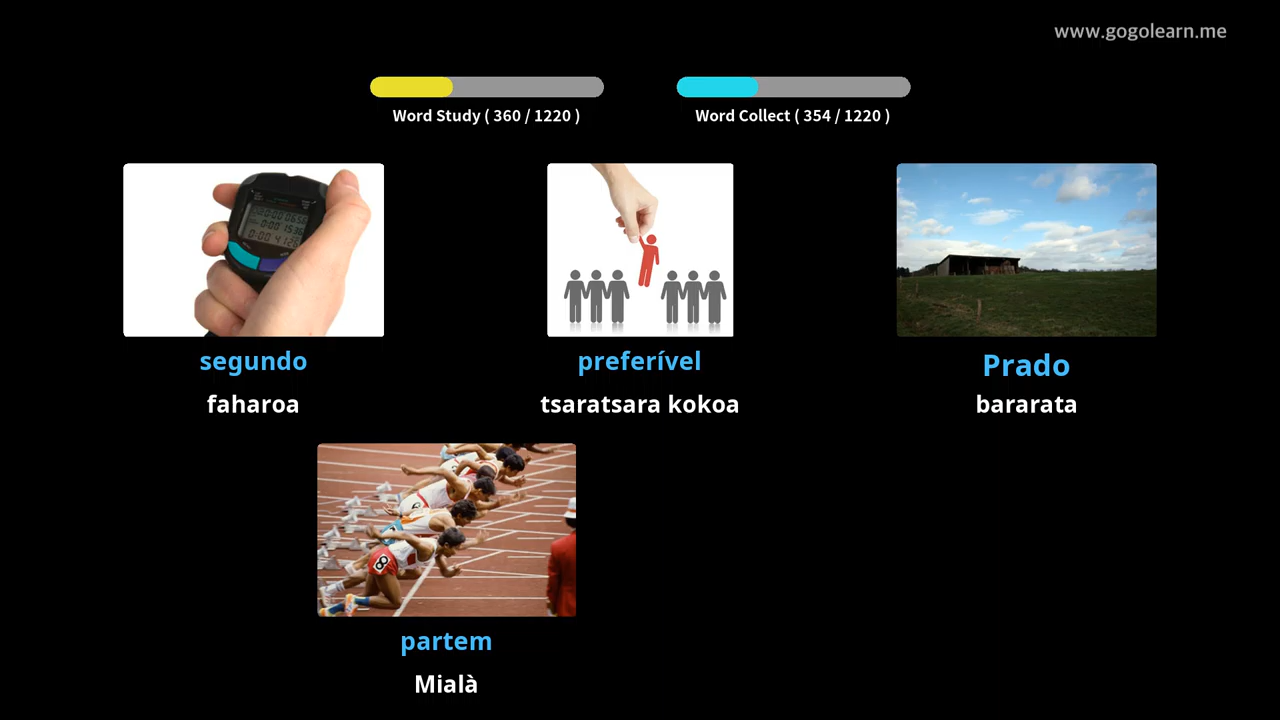 www.gogolearn.me
Word Study ( 360 / 1220 )
Word Collect ( 354 / 1220 )
segundo
preferível
Prado
faharoa
tsaratsara kokoa
bararata
8
partem
Mialà